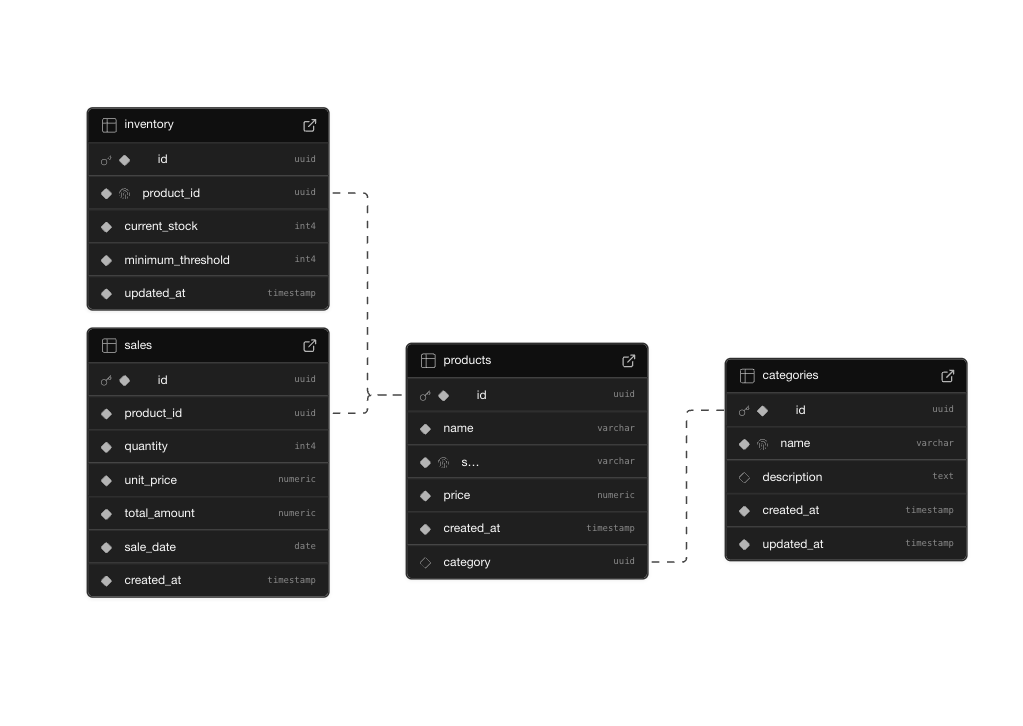 inventory
id uuid
product_id uuid
current_stock int4
minimum_threshold int4
updated_at timestamp
sales
id uuid
product_id uuid
quantity int4
unit_price numeric
total_amount numeric
sale_date date
created_at timestamp
products
id uuid
name varchar
s... varchar
price numeric
created_at timestamp
category uuid
categories
id uuid
name varchar
description text
created_at timestamp
updated_at timestamp